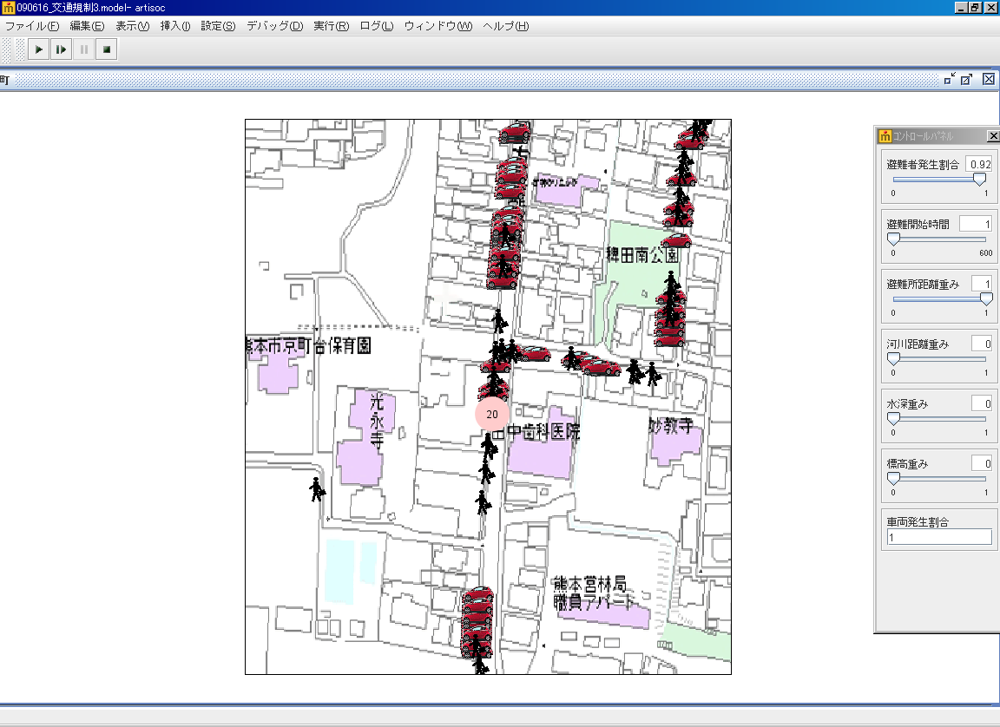 090616_交通規制3.model- artisoc
ファイル(F) 編集(E) 表示(V) 挿入(I) 設定(S) デバッグ(D) 実行(R) ログ(L) ウィンドウ(W) ヘルプ(H)
町
コントロールパネル
避難者発生割合 0.92
0 1
避難開始時間 1
0 600
避難所距離重み 1
0 1
河川距離重み 0
0 1
水深重み 0
0 1
標高重み 0
0 1
車両発生割合
1
稗田南公園
熊本市京町台保育園
光永寺
20
田中歯科医院
妙教寺
熊本営林局
職員アパート